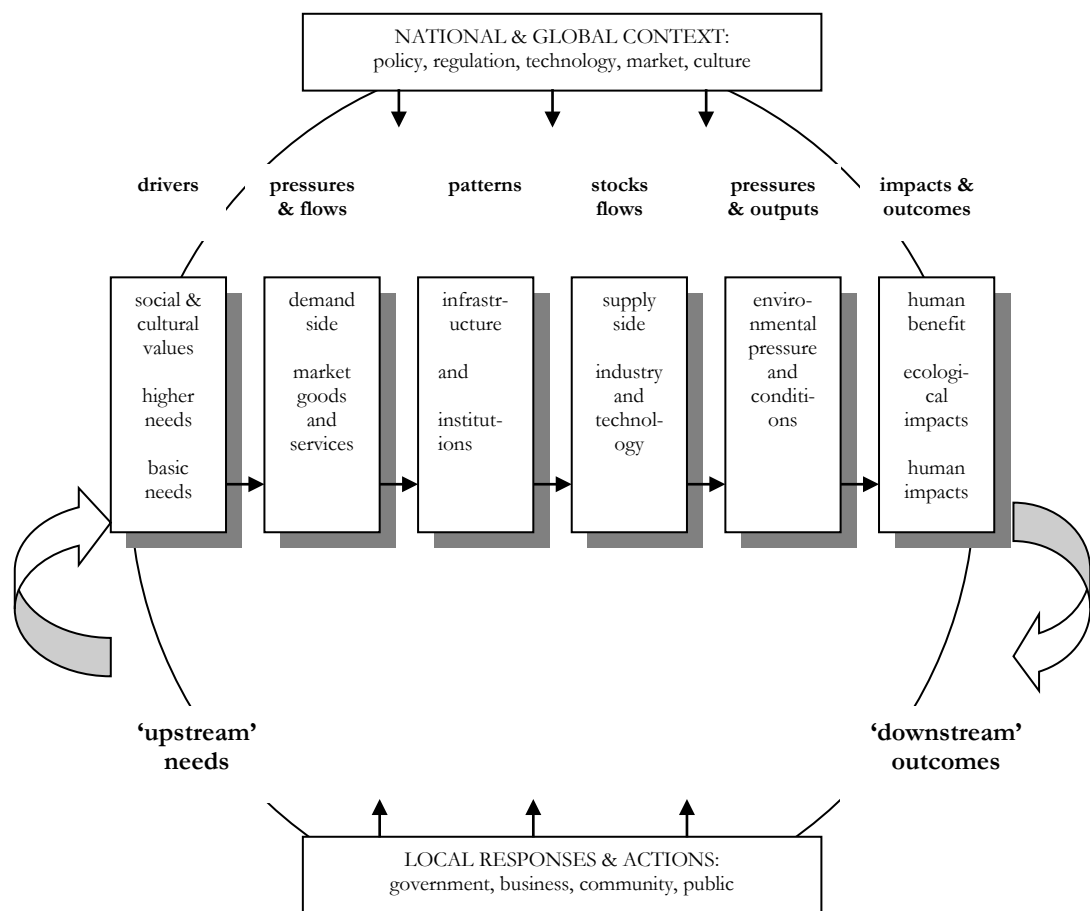 NATIONAL & GLOBAL CONTEXT:
policy, regulation, technology, market, culture
drivers
pressures
& flows
patterns
stocks
flows
pressures
& outputs
impacts &
outcomes
social &
cultural
values
higher
needs
basic
needs
demand
side
market
goods
and
services
infrastr-
ucture
and
institut-
ions
supply
side
industry
and
technol-
ogy
enviro-
nmental
pressure
and
conditi-
ons
human
benefit
ecologi-
cal
impacts
human
impacts
‘upstream’
needs
‘downstream’
outcomes
LOCAL RESPONSES & ACTIONS:
government, business, community, public